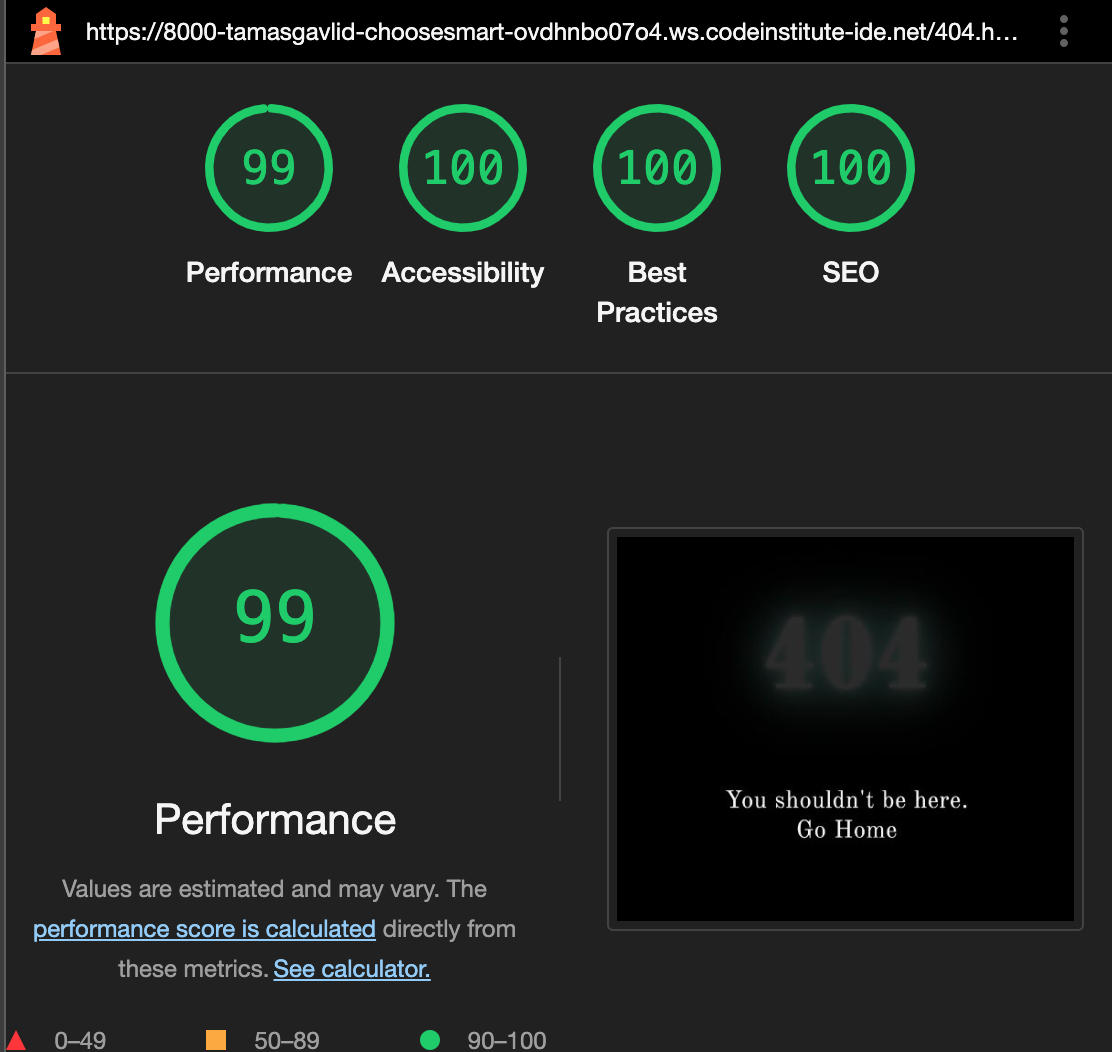 https://8000-tamasgavlid-choosesmart-ovdhnbo07o4.ws.codeinstitute-ide.net/404.h...
99
100
100
100
Performance
Accessibility
Best
Practices
SEO
99
Performance
Values are estimated and may vary. The
performance score is calculated directly from
these metrics. See calculator.
0–49
50–89
90–100
404
You shouldn't be here.
Go Home